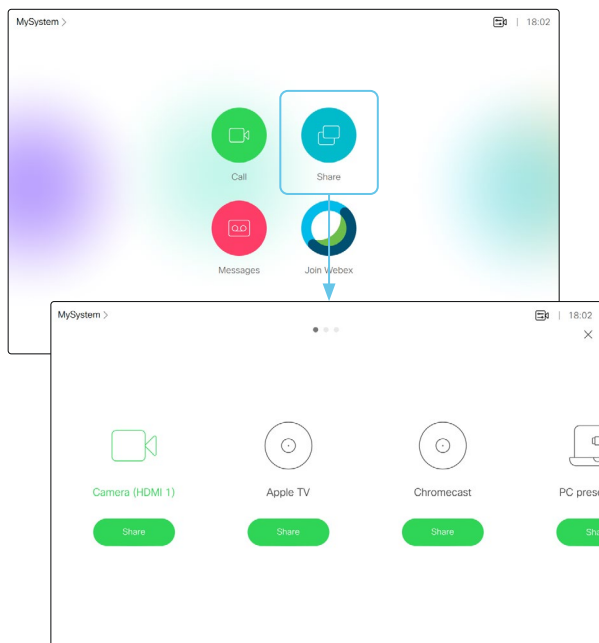 MySystem >
18:02
Call
Share
Messages
Join Webex
MySystem >
18:02
Camera (HDMI 1)
Apple TV
Chromecast
PC prese
Share
Share
Share
Sha